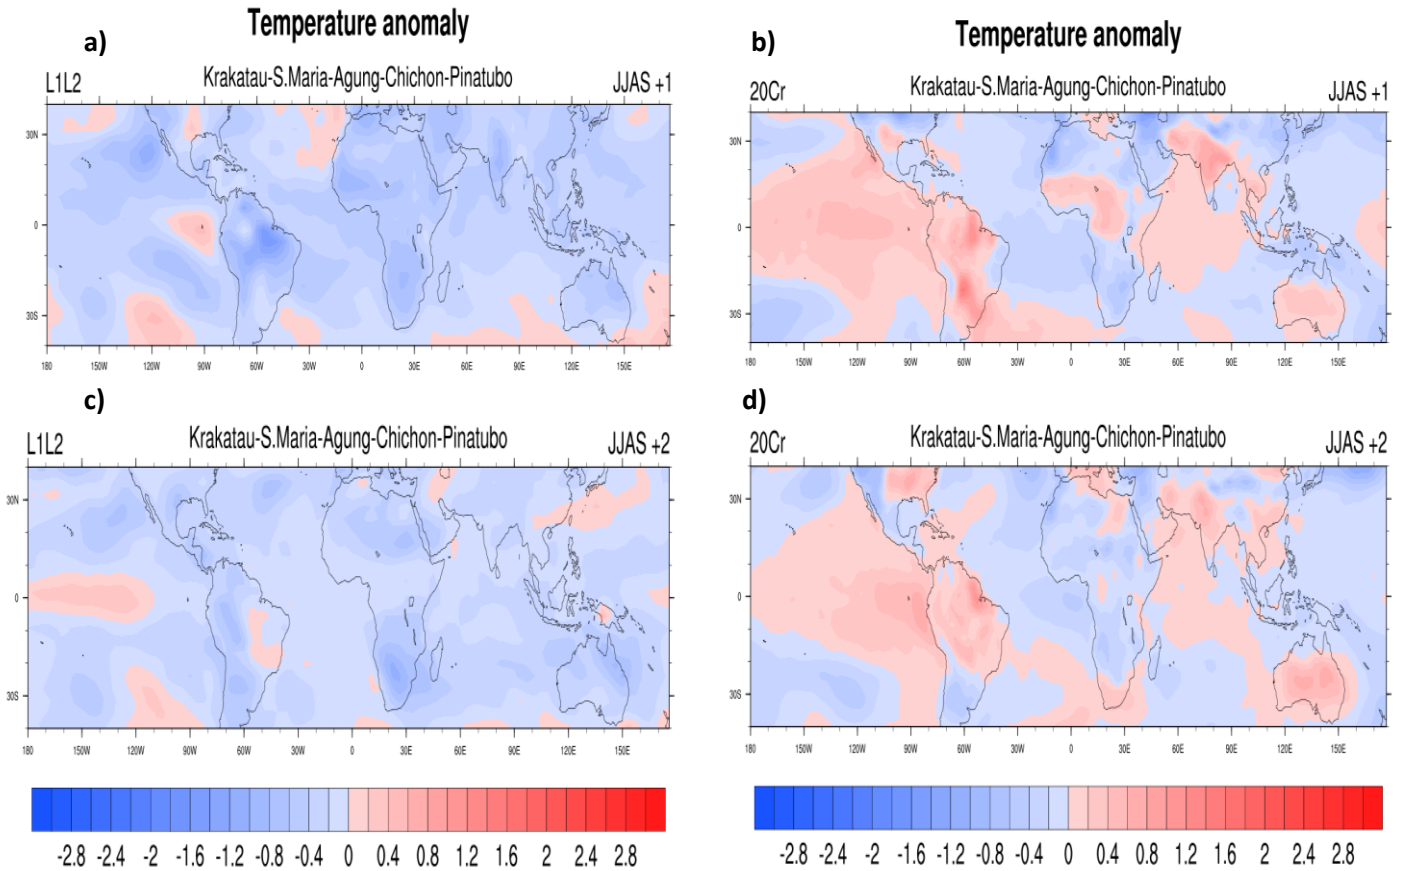 Temperature anomaly
a)
L1L2 Krakatau-S.Maria-Agung-Chichon-Pinatubo JJAS +1
30N
0
30S
180 150W 120W 90W 60W 30W 0 30E 60E 90E 120E 150E
Temperature anomaly
b)
20Cr Krakatau-S.Maria-Agung-Chichon-Pinatubo JJAS +1
30N
0
30S
180 150W 120W 90W 60W 30W 0 30E 60E 90E 120E 150E
c)
L1L2 Krakatau-S.Maria-Agung-Chichon-Pinatubo JJAS +2
30N
0
30S
180 150W 120W 90W 60W 30W 0 30E 60E 90E 120E 150E
-2.8 -2.4 -2 -1.6 -1.2 -0.8 -0.4 0 0.4 0.8 1.2 1.6 2 2.4 2.8
d)
20Cr Krakatau-S.Maria-Agung-Chichon-Pinatubo JJAS +2
30N
0
30S
180 150W 120W 90W 60W 30W 0 30E 60E 90E 120E 150E
-2.8 -2.4 -2 -1.6 -1.2 -0.8 -0.4 0 0.4 0.8 1.2 1.6 2 2.4 2.8